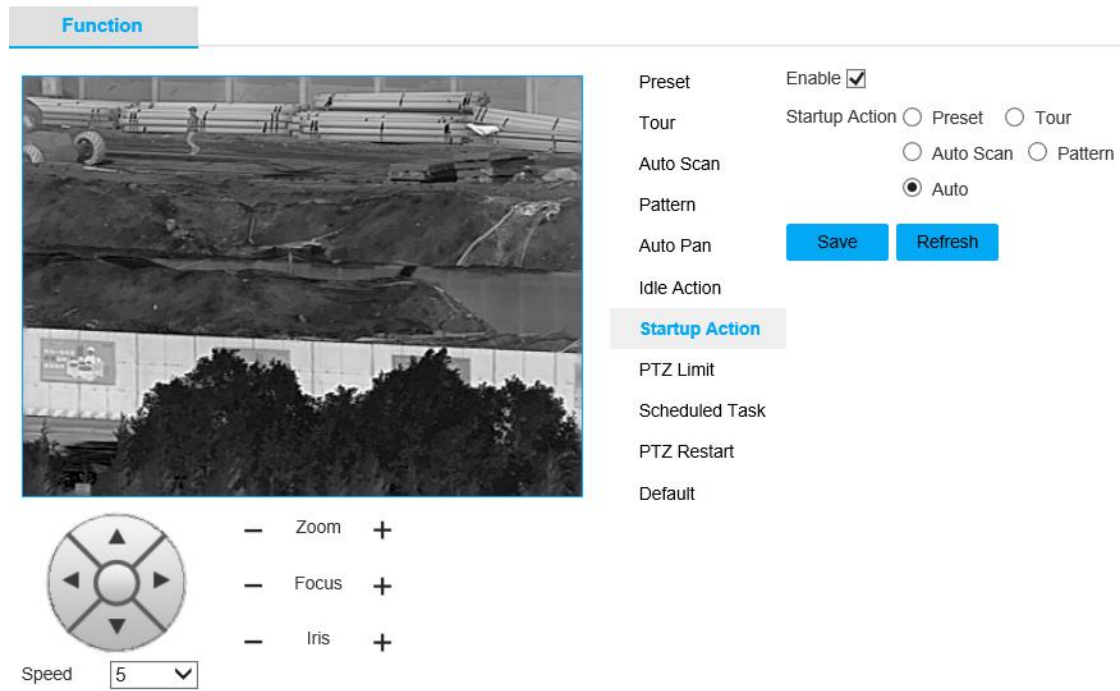 Function
Preset
Tour
Auto Scan
Pattern
Auto Pan
Idle Action
Startup Action
PTZ Limit
Scheduled Task
PTZ Restart
Default
Enable
Startup Action Preset Tour
Auto Scan Pattern
Auto
Save Refresh
Zoom
Focus
Iris
Speed 5